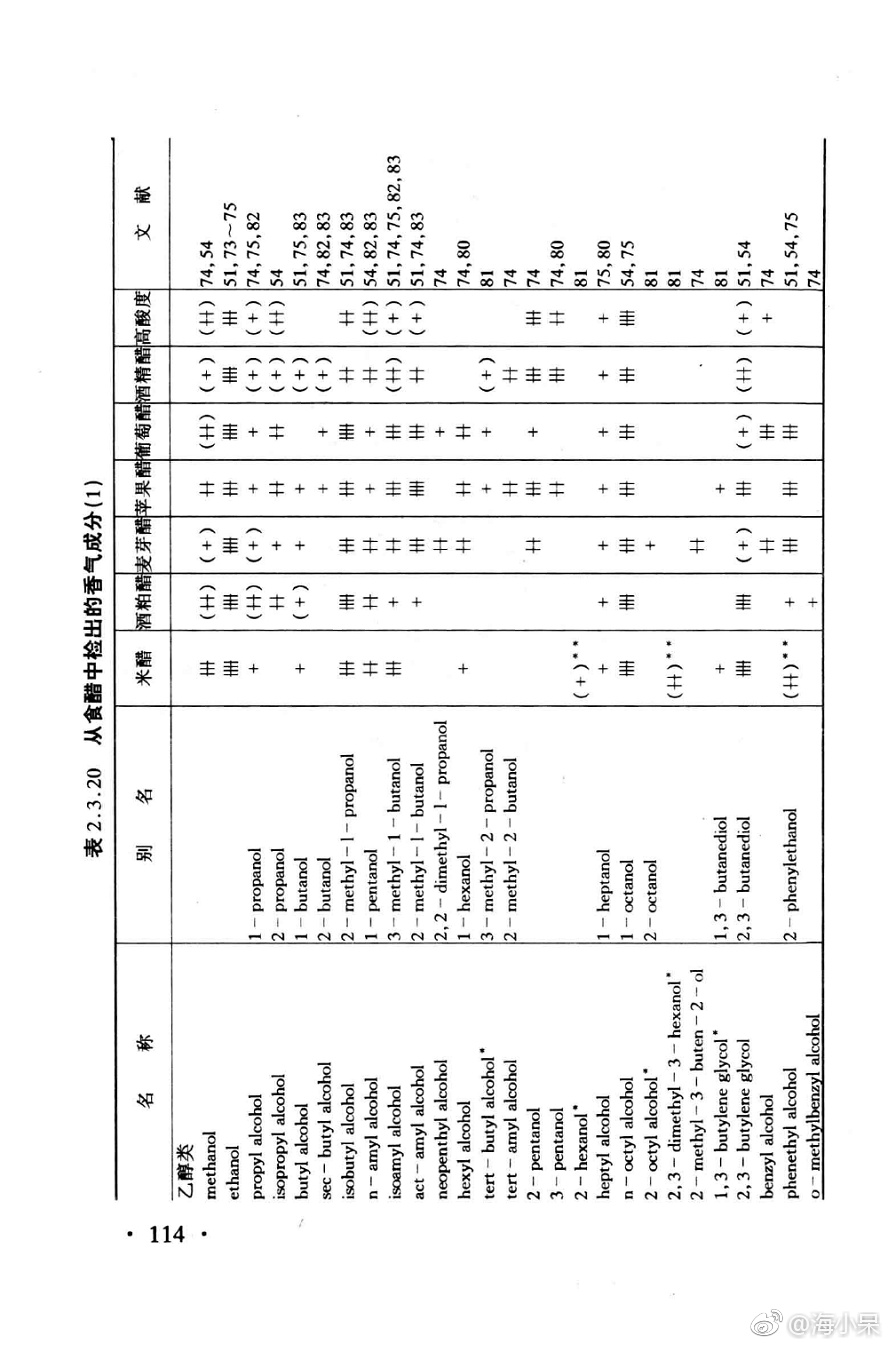 表2.3.20 从食醋中检出的香气成分(1)
名 称 别 名 米醋 酒粕醋 麦芽醋 苹果醋 葡萄醋 酒精醋 高酸度 文 献
乙醇类
methanol +++ (++) (+) ++ (++) (+) (++) 74,54
ethanol ++++ ++++ ++++ +++ ++++ ++++ +++ 51,73~75
propyl alcohol 1-propanol + (++) (+) + + (+) (+) 74,75,82
isopropyl alcohol 2-propanol ++ + ++ ++ (+) (++) 54
butyl alcohol 1-butanol + (+) + + (+) 51,75,83
sec-butyl alcohol 2-butanol + + (+) 74,82,83
isobutyl alcohol 2-methyl-1-propanol +++ ++++ +++ +++ ++++ ++ ++ 51,74,83
n-amyl alcohol 1-pentanol ++ ++ ++ + + ++ (++) 54,82,83
isoamyl alcohol 3-methyl-1-butanol +++ + +++ +++ +++ (++) (+) 51,74,75,82,83
act-amyl alcohol 2-methyl-1-butanol + +++ ++++ +++ ++ (+) 51,74,83
neopenthyl alcohol 2,2-dimethyl-1-propanol ++ + 74
hexyl alcohol 1-hexanol + ++ ++ ++ 74,80
tert-butyl alcohol* 3-methyl-2-propanol + + (+) 81
tert-amyl alcohol 2-methyl-2-butanol ++ ++ 74
2-pentanol ++ +++ + +++ +++ 74
3-pentanol ++ +++ ++ 74,80
2-hexanol* (+)** 81
heptyl alcohol 1-heptanol + + + + + + + 75,80
n-octyl alcohol 1-octanol ++++ ++++ +++ +++ +++ +++ ++++ 54,75
2-octyl alcohol* 2-octanol + 81
2,3-dimethyl-3-hexanol* (++)** 81
2-methyl-3-buten-2-ol ++ 74
1,3-butylene glycol* 1,3-butanediol + + 81
2,3-butylene glycol 2,3-butanediol ++++ ++++ (+) +++ (+) (++) (+) 51,54
benzyl alcohol ++ +++ + 74
phenethyl alcohol 2-phenylethanol (++)** + +++ +++ +++ 51,54,75
o-methylbenzyl alcohol + 74
· 114 ·
@海小呆